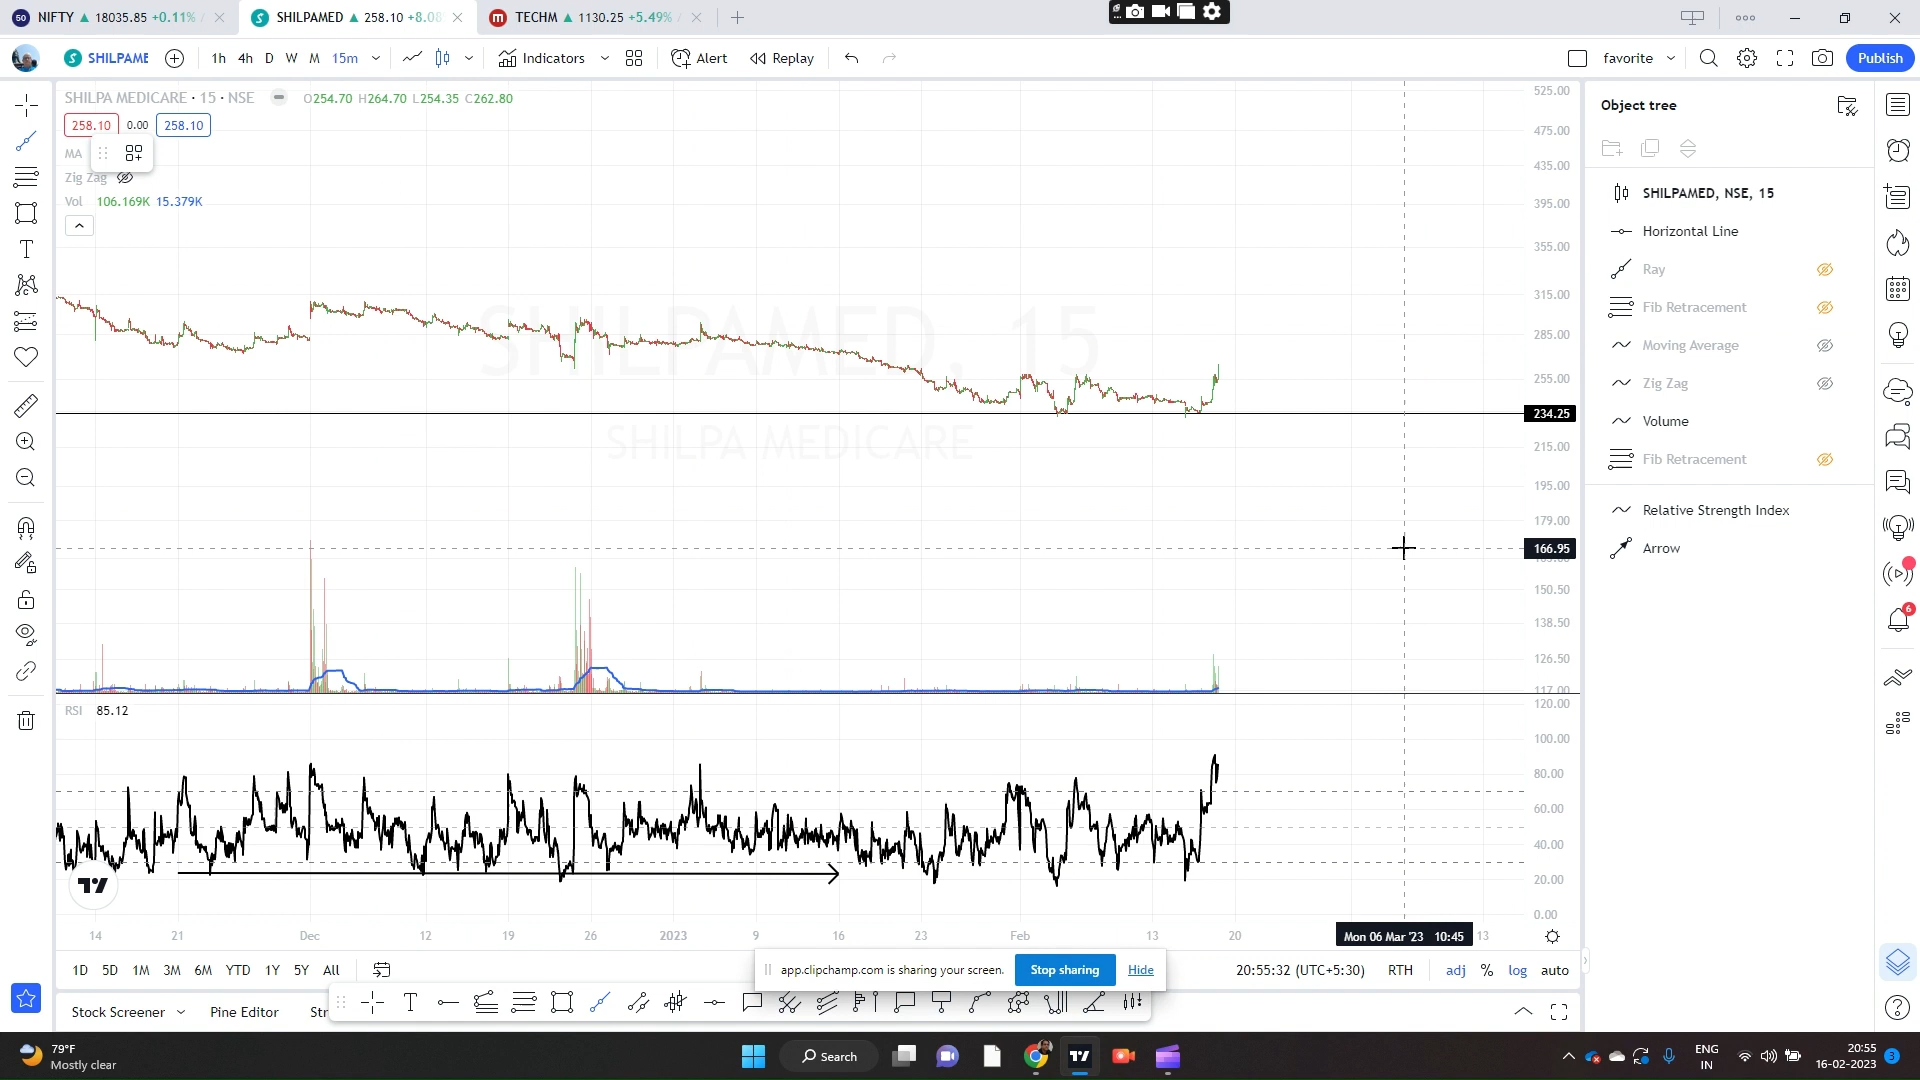 50 NIFTY ▲ 18035.85 +0.11%
S SHILPAMED ▲ 258.10 +8.08
m TECHM ▲ 1130.25 +5.49%
SHILPAME
1h 4h D W M 15m
Indicators
Alert
Replay
favorite
Publish
SHILPA MEDICARE · 15 · NSE O254.70 H264.70 L254.35 C262.80
258.10 0.00 258.10
MA
Zig Zag
Vol 106.169K 15.379K
SHILPAMED, 15
SHILPA MEDICARE
525.00
475.00
435.00
395.00
355.00
315.00
285.00
255.00
234.25
215.00
195.00
179.00
166.95
150.50
138.50
126.50
117.00
RSI 85.12
120.00
100.00
80.00
60.00
40.00
20.00
0.00
14 21 Dec 12 19 26 2023 9 16 23 Feb 13 20 Mon 06 Mar '23 10:45 13
1D 5D 1M 3M 6M YTD 1Y 5Y All
app.clipchamp.com is sharing your screen. Stop sharing Hide
20:55:32 (UTC+5:30) RTH adj % log auto
Stock Screener
Pine Editor
Str
Object tree
SHILPAMED, NSE, 15
Horizontal Line
Ray
Fib Retracement
Moving Average
Zig Zag
Volume
Fib Retracement
Relative Strength Index
Arrow
6
79°F
Mostly clear
Search
ENG
IN
20:55
16-02-2023
3